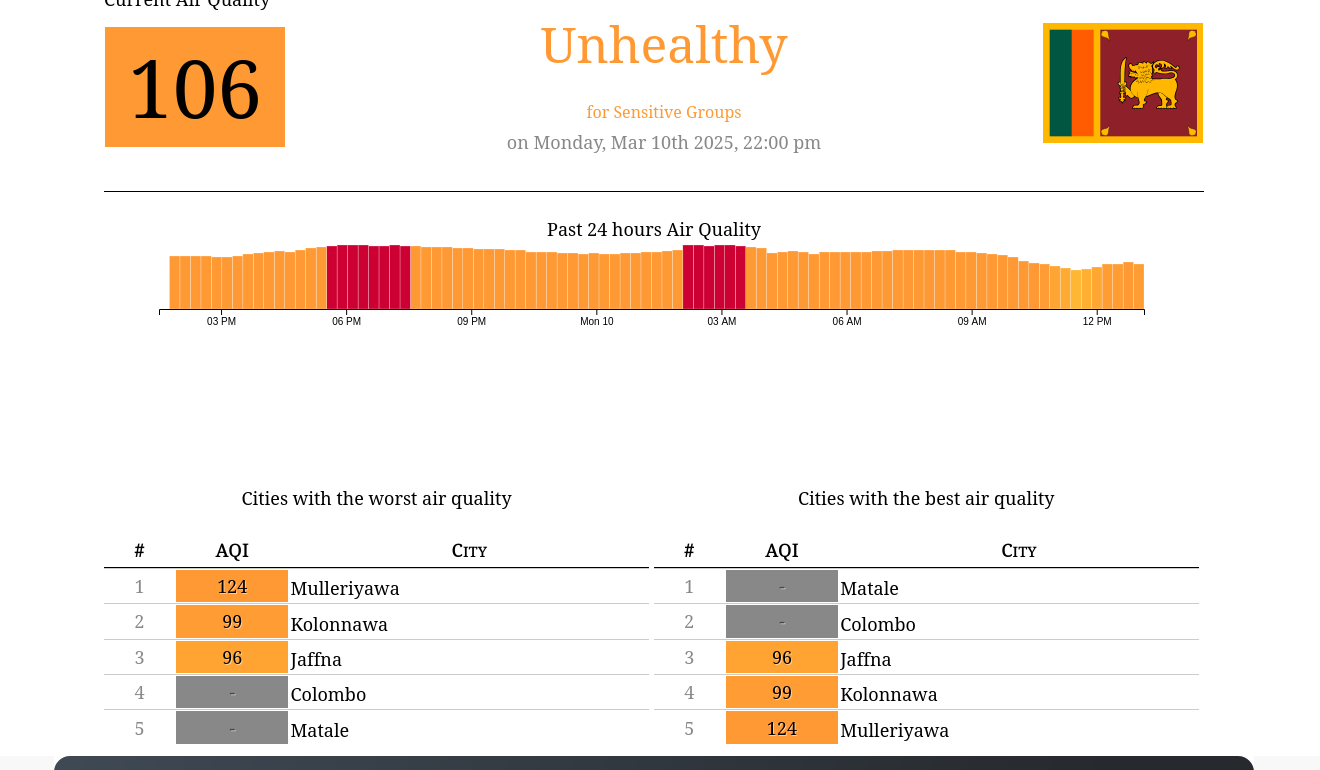 Current Air Quality
106
Unhealthy
for Sensitive Groups
on Monday, Mar 10th 2025, 22:00 pm
Past 24 hours Air Quality
03 PM 06 PM 09 PM Mon 10 03 AM 06 AM 09 AM 12 PM
Cities with the worst air quality
# AQI City
1 124 Mulleriyawa
2 99 Kolonnawa
3 96 Jaffna
4 - Colombo
5 - Matale
Cities with the best air quality
# AQI City
1 - Matale
2 - Colombo
3 96 Jaffna
4 99 Kolonnawa
5 124 Mulleriyawa